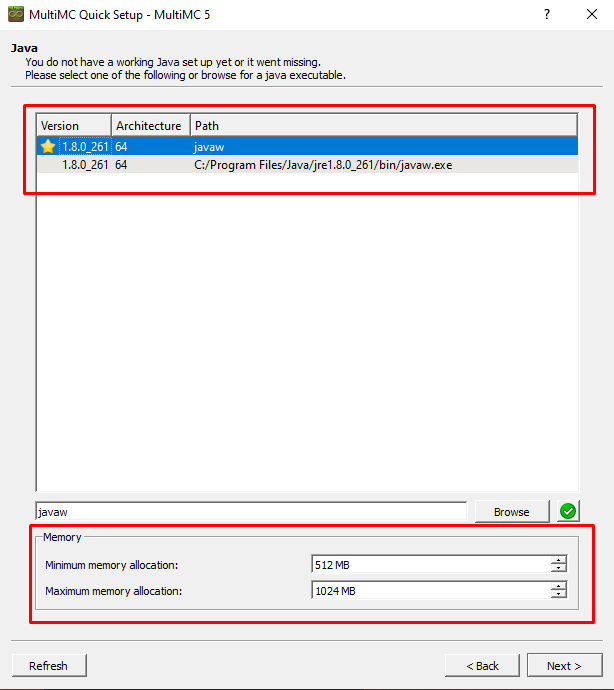 MultiMC Quick Setup - MultiMC 5
Java
You do not have a working Java set up yet or it went missing.
Please select one of the following or browse for a java executable.
Version Architecture Path
1.8.0_261 64 javaw
1.8.0_261 64 C:/Program Files/Java/jre1.8.0_261/bin/javaw.exe
javaw Browse
Memory
Minimum memory allocation: 512 MB
Maximum memory allocation: 1024 MB
Refresh < Back Next >